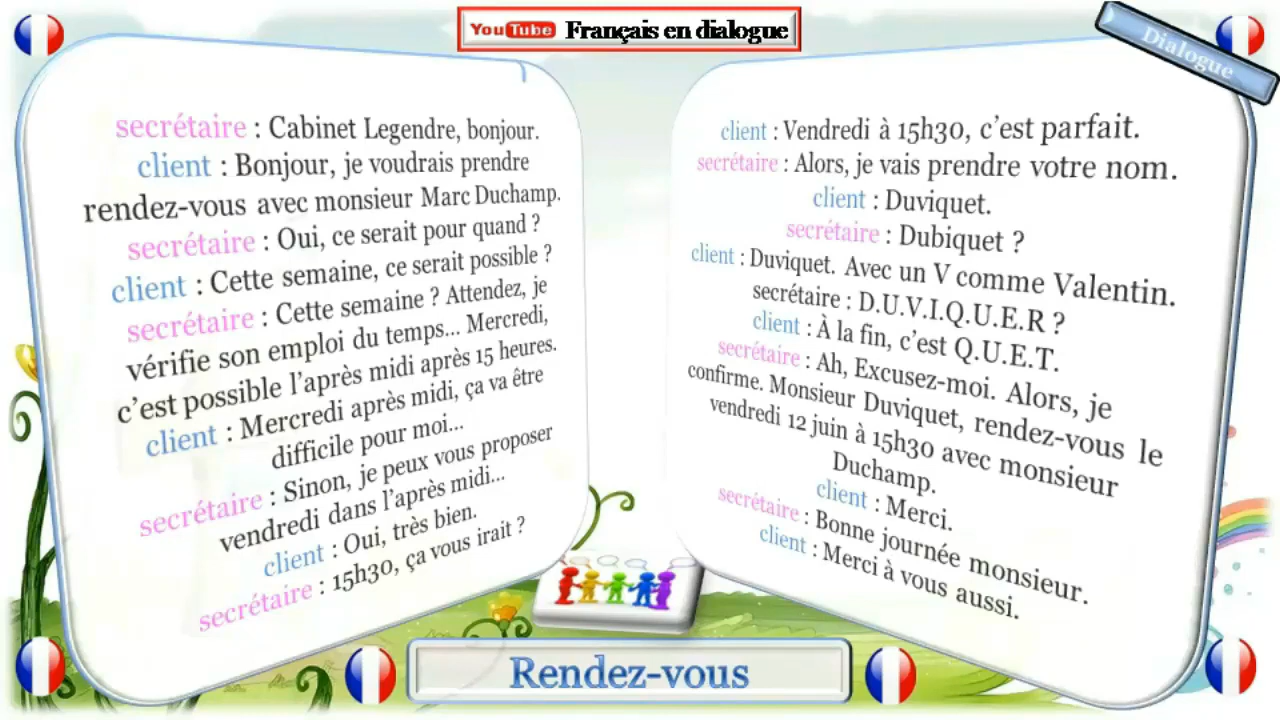 YouTube Français en dialogue
Dialogue
secrétaire : Cabinet Legendre, bonjour.
client : Bonjour, je voudrais prendre
rendez-vous avec monsieur Marc Duchamp.
secrétaire : Oui, ce serait pour quand ?
client : Cette semaine, ce serait possible ?
secrétaire : Cette semaine ? Attendez, je
vérifie son emploi du temps... Mercredi,
c'est possible l'après midi après 15 heures.
client : Mercredi après midi, ça va être
difficile pour moi...
secrétaire : Sinon, je peux vous proposer
vendredi dans l'après midi...
client : Oui, très bien.
secrétaire : 15h30, ça vous irait ?
client : Vendredi à 15h30, c'est parfait.
secrétaire : Alors, je vais prendre votre nom.
client : Duviquet.
secrétaire : Dubiquet ?
client : Duviquet. Avec un V comme Valentin.
secrétaire : D.U.V.I.Q.U.E.R ?
client : À la fin, c'est Q.U.E.T.
secrétaire : Ah, Excusez-moi. Alors, je
confirme. Monsieur Duviquet, rendez-vous le
vendredi 12 juin à 15h30 avec monsieur
Duchamp.
client : Merci.
secrétaire : Bonne journée monsieur.
client : Merci à vous aussi.
Rendez-vous